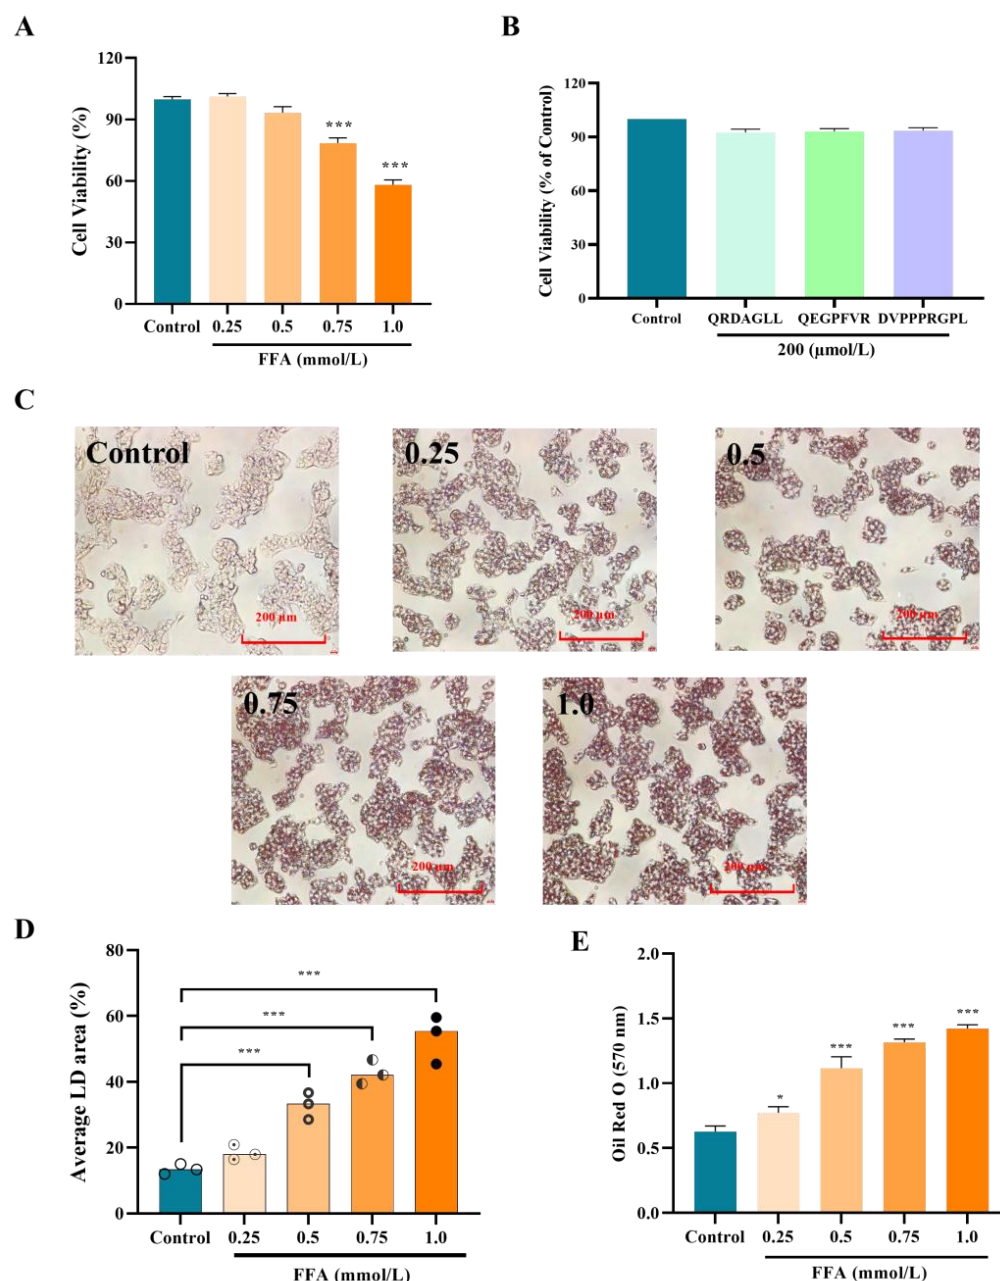 A
Cell Viability (%)
120
90
60
30
0
***
***
Control 0.25 0.5 0.75 1.0
FFA (mmol/L)
B
Cell Viability (% of Control)
120
90
60
30
0
Control QRDAGLL QEGPFVR DVPPPRGPL
200 (μmol/L)
C
Control
200 μm
0.25
200 μm
0.5
200 μm
0.75
200 μm
1.0
200 μm
D
Average LD area (%)
80
60
40
20
0
***
***
***
Control 0.25 0.5 0.75 1.0
FFA (mmol/L)
E
Oil Red O (570 nm)
2.0
1.5
1.0
0.5
0.0
*
***
***
***
Control 0.25 0.5 0.75 1.0
FFA (mmol/L)